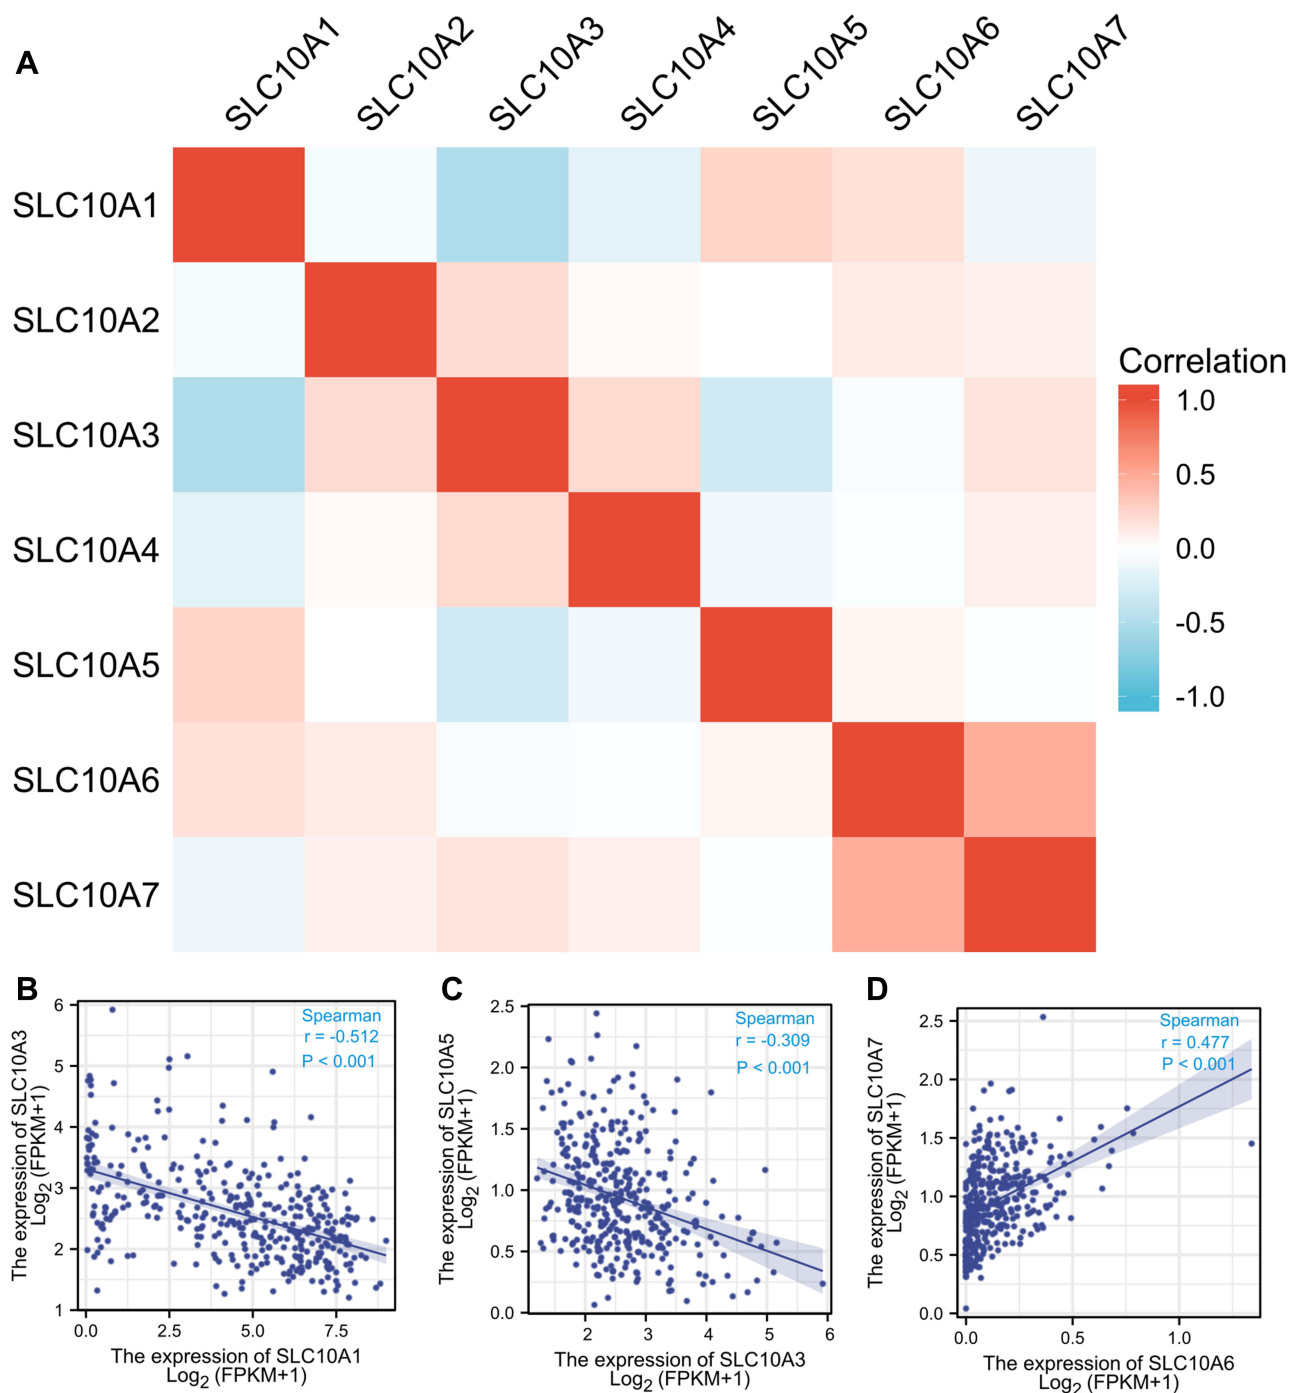 A
SLC10A1
SLC10A2
SLC10A3
SLC10A4
SLC10A5
SLC10A6
SLC10A7
SLC10A1
SLC10A2
SLC10A3
SLC10A4
SLC10A5
SLC10A6
SLC10A7
Correlation
1.0
0.5
0.0
-0.5
-1.0
B
The expression of SLC10A3
Log2 (FPKM+1)
6
5
4
3
2
1
Spearman
r = -0.512
P < 0.001
0.0
2.5
5.0
7.5
The expression of SLC10A1
Log2 (FPKM+1)
C
The expression of SLC10A5
Log2 (FPKM+1)
2.5
2.0
1.5
1.0
0.5
0.0
Spearman
r = -0.309
P < 0.001
2
3
4
5
6
The expression of SLC10A3
Log2 (FPKM+1)
D
The expression of SLC10A7
Log2 (FPKM+1)
2.5
2.0
1.5
1.0
0.5
0.0
Spearman
r = 0.477
P < 0.001
0.0
0.5
1.0
The expression of SLC10A6
Log2 (FPKM+1)